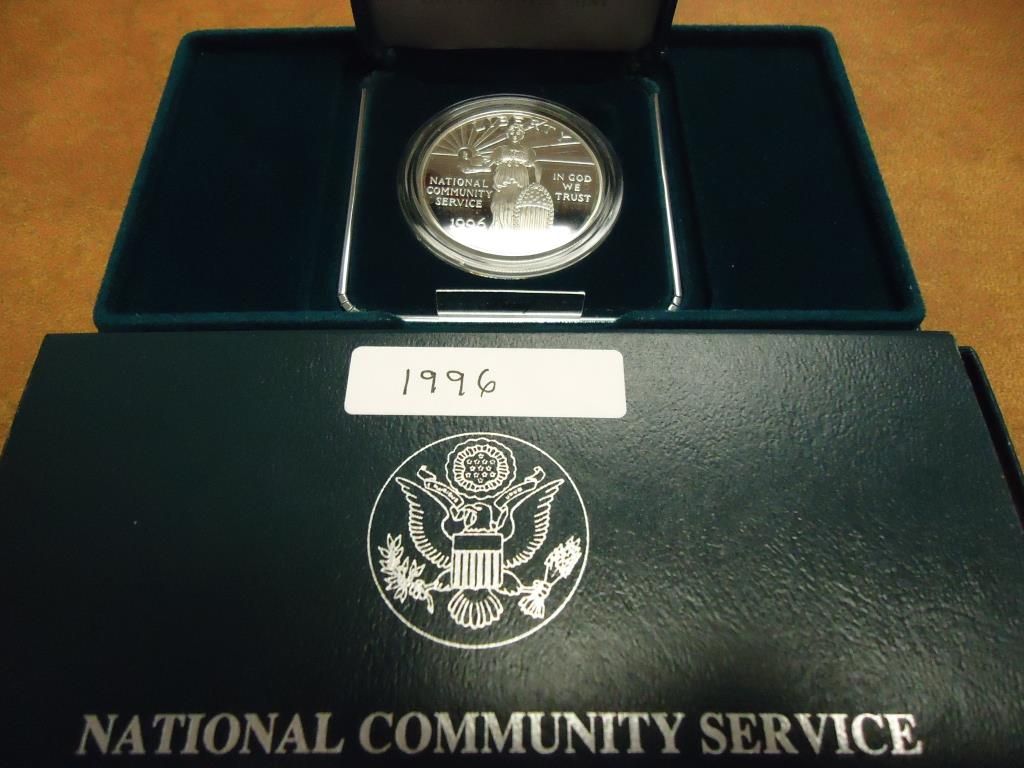 LIBERTY
NATIONAL
COMMUNITY
SERVICE
IN GOD
WE
TRUST
1996
1996
NATIONAL COMMUNITY SERVICE